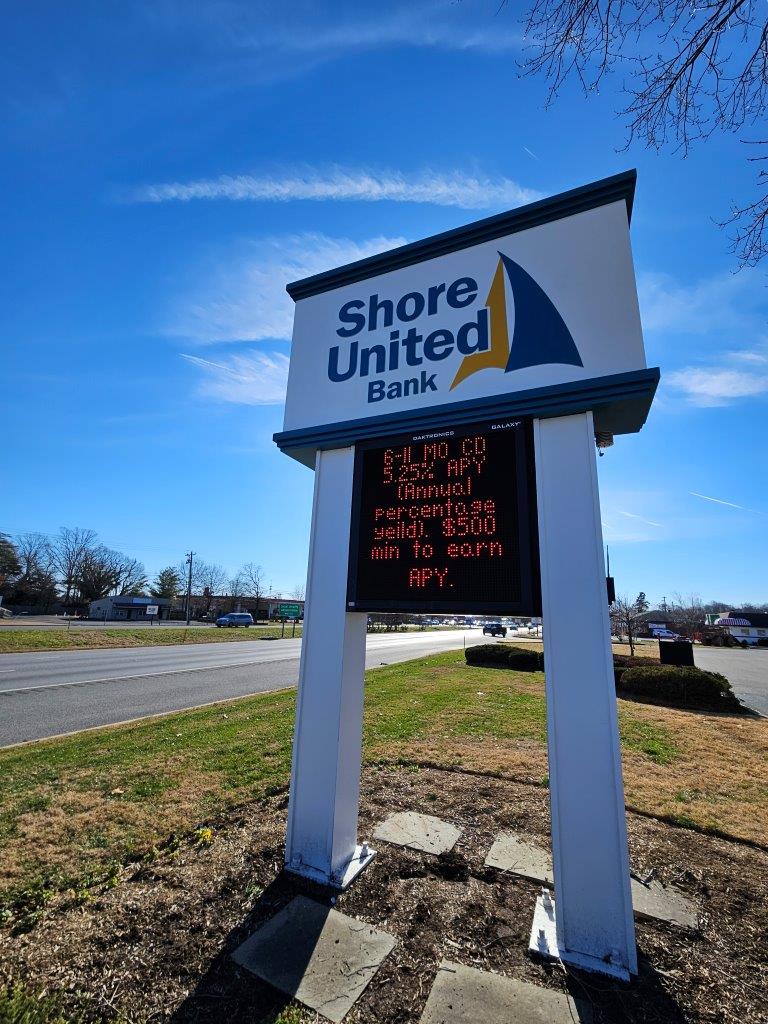 Shore
United
Bank
DAKTRONICS GALAXY
6-11 MO CD
5.25% APY
(Annual
percentage
yeild). $500
min to earn
APY.